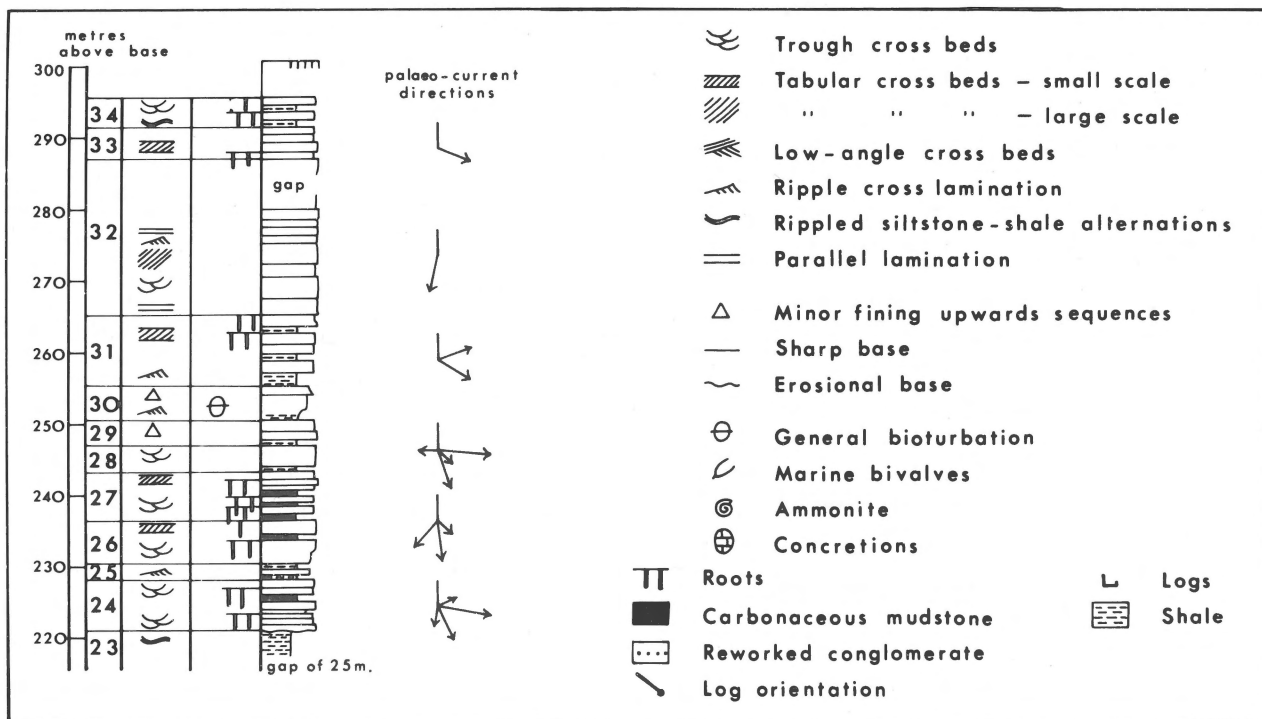 metres
above base
300
290
280
270
260
250
240
230
220
34
33
32
31
30
29
28
27
26
25
24
23
gap
gap of 25m.
palaeo-current
directions
Trough cross beds
Tabular cross beds – small scale
" " " – large scale
Low-angle cross beds
Ripple cross lamination
Rippled siltstone-shale alternations
Parallel lamination
Minor fining upwards sequences
Sharp base
Erosional base
General bioturbation
Marine bivalves
Ammonite
Concretions
Roots
Carbonaceous mudstone
Reworked conglomerate
Log orientation
Logs
Shale